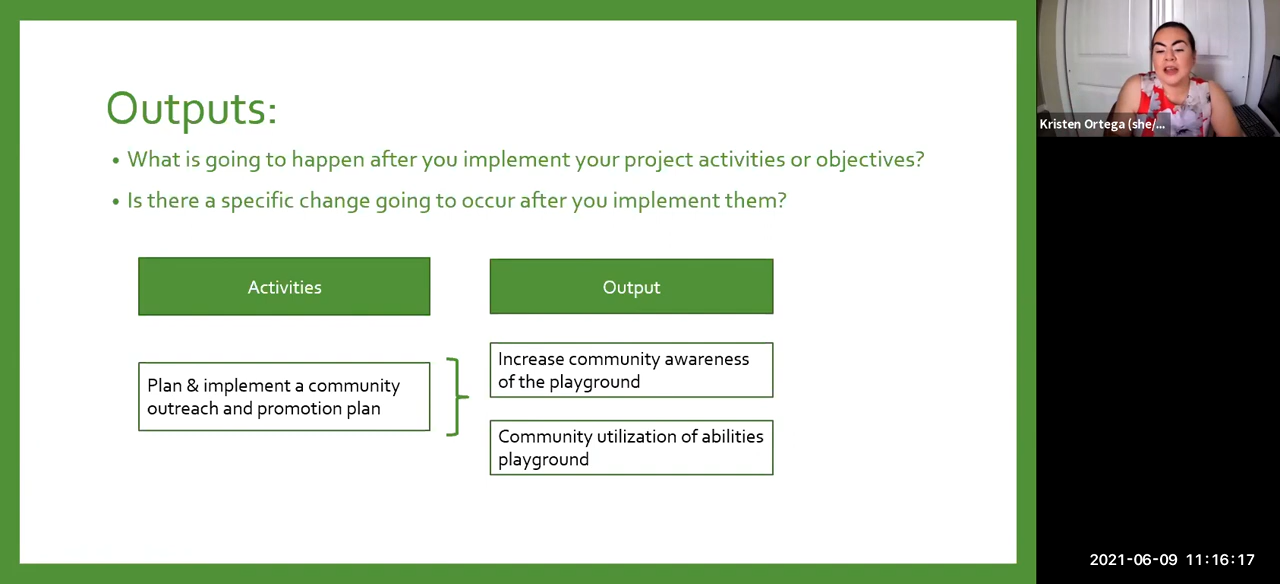 Outputs:
• What is going to happen after you implement your project activities or objectives?
• Is there a specific change going to occur after you implement them?
Activities
Output
Plan & implement a community
outreach and promotion plan
Increase community awareness
of the playground
Community utilization of abilities
playground
Kristen Ortega (she/...
2021-06-09 11:16:17